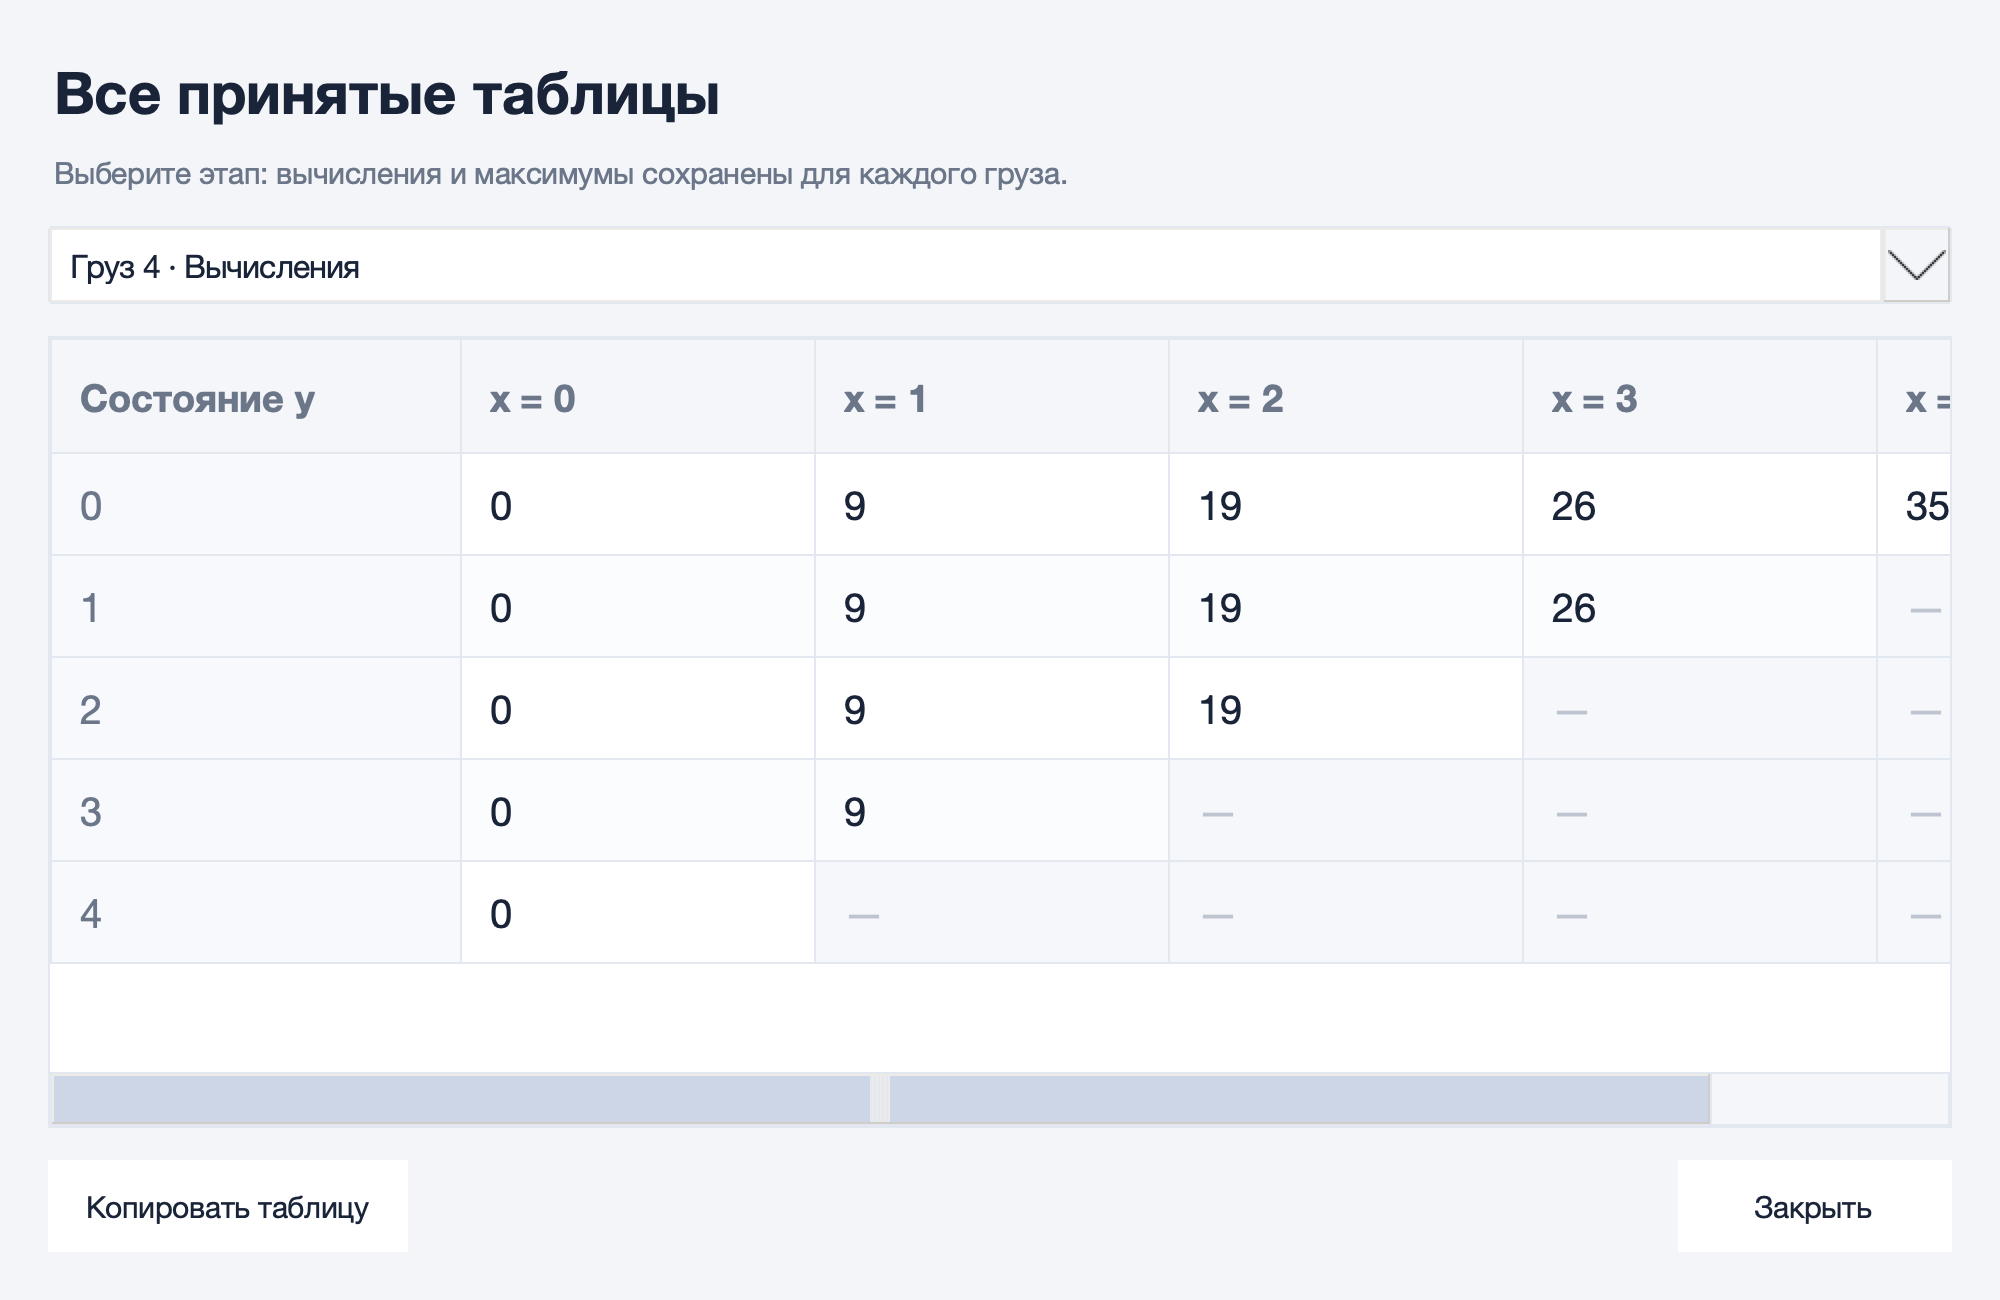 Все принятые таблицы
Выберите этап: вычисления и максимумы сохранены для каждого груза.
Груз 4 · Вычисления
Состояние y x = 0 x = 1 x = 2 x = 3 x =
0 0 9 19 26 35
1 0 9 19 26 —
2 0 9 19 — —
3 0 9 — — —
4 0 — — — —
Копировать таблицу Закрыть